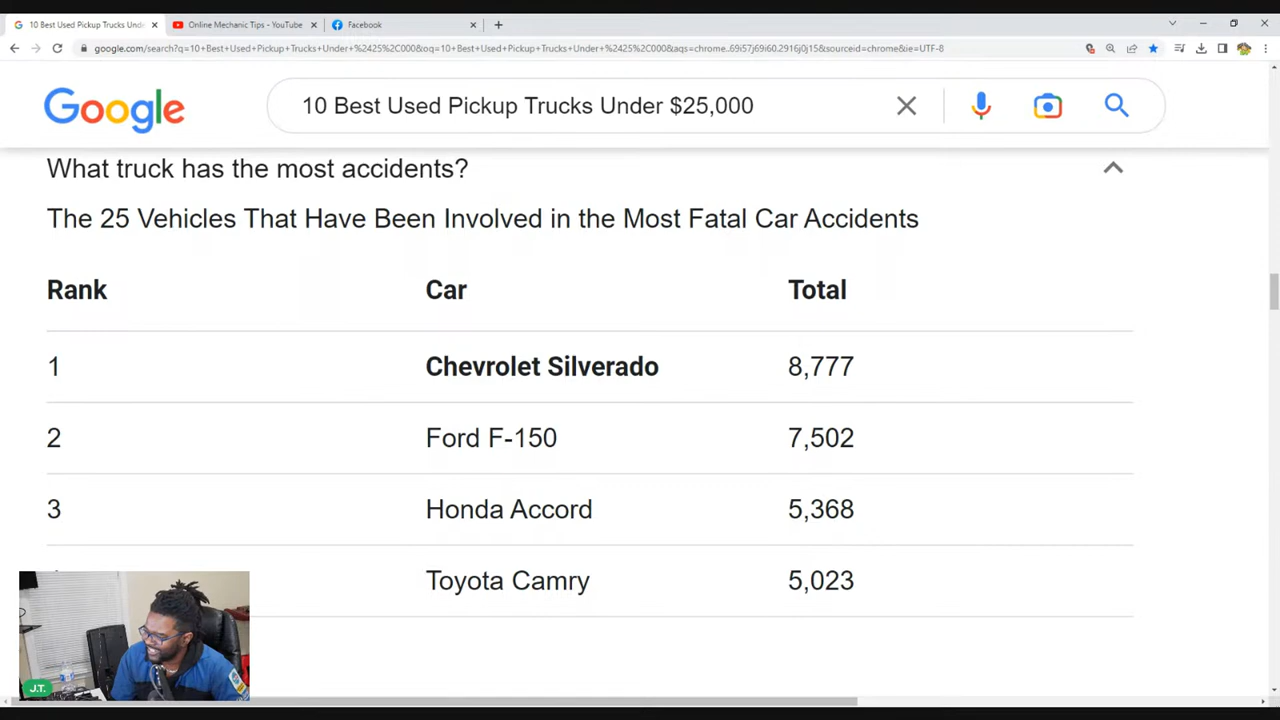 10 Best Used Pickup Trucks Unde
Online Mechanic Tips - YouTube
Facebook
google.com/search?q=10+Best+Used+Pickup+Trucks+Under+%2425%2C000&oq=10+Best+Used+Pickup+Trucks+Under+%2425%2C000&aqs=chrome..69i57j69i60.2916j0j15&sourceid=chrome&ie=UTF-8
Google
10 Best Used Pickup Trucks Under $25,000
What truck has the most accidents?
The 25 Vehicles That Have Been Involved in the Most Fatal Car Accidents
Rank Car Total
1 Chevrolet Silverado 8,777
2 Ford F-150 7,502
3 Honda Accord 5,368
Toyota Camry 5,023
J.T.